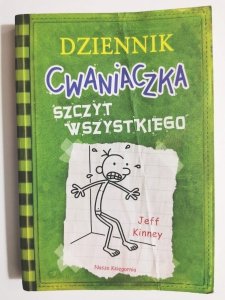 DZIENNIK
CWANIACZKA
SZCZYT
WSZYSTKIEGO
Jeff
Kinney
Nasza Księgarnia